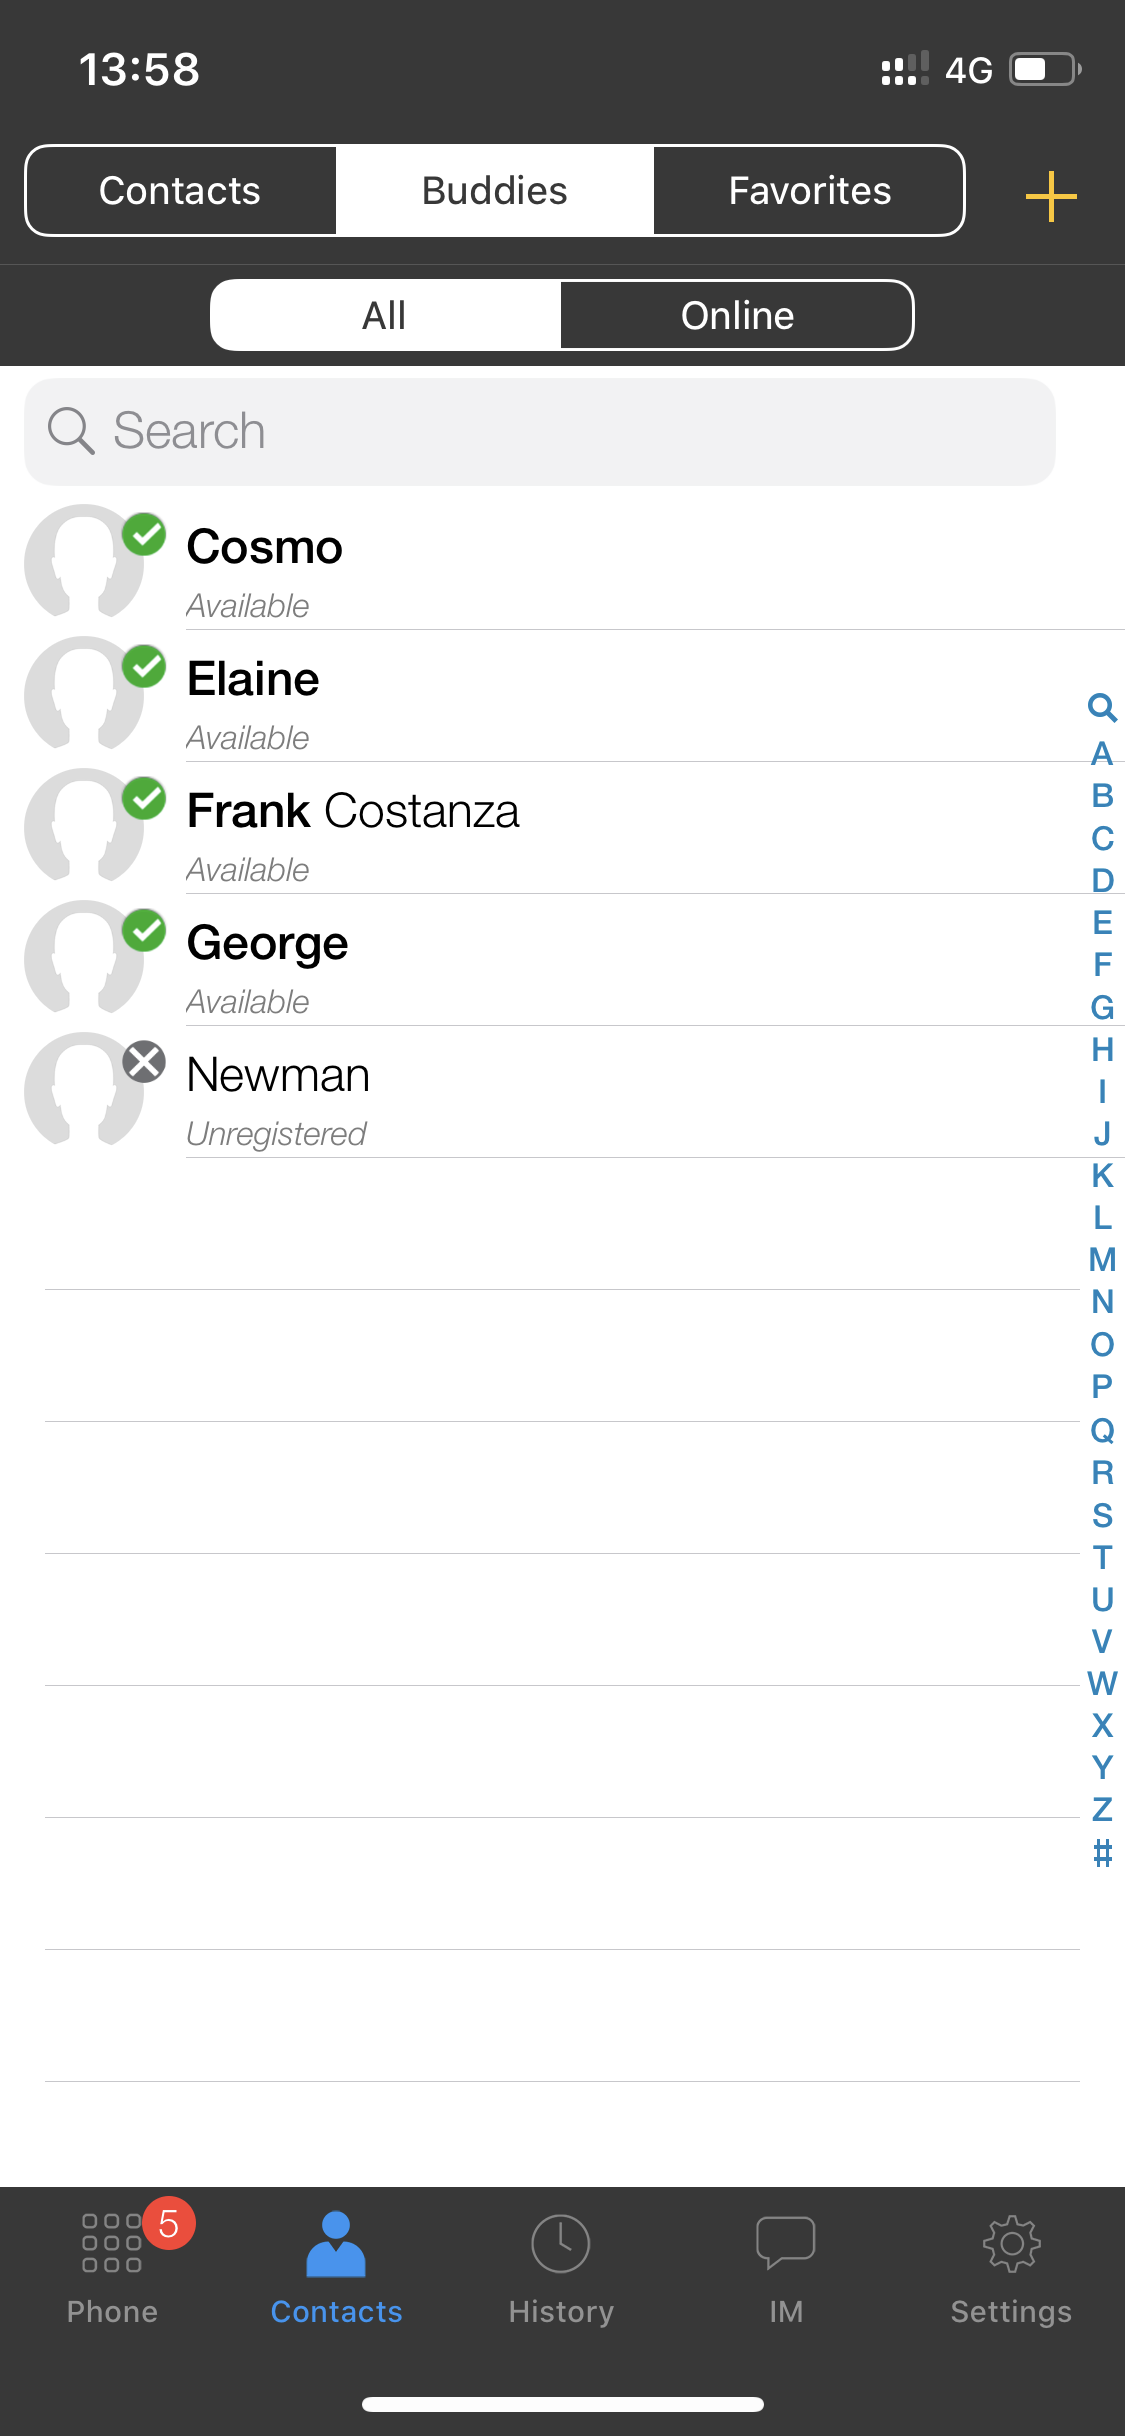 13:58 4G
Contacts Buddies Favorites
All Online
Search
Cosmo
Available
Elaine
Available
Frank Costanza
Available
George
Available
Newman
Unregistered
A
B
C
D
E
F
G
H
I
J
K
L
M
N
O
P
Q
R
S
T
U
V
W
X
Y
Z
#
5
Phone Contacts History IM Settings